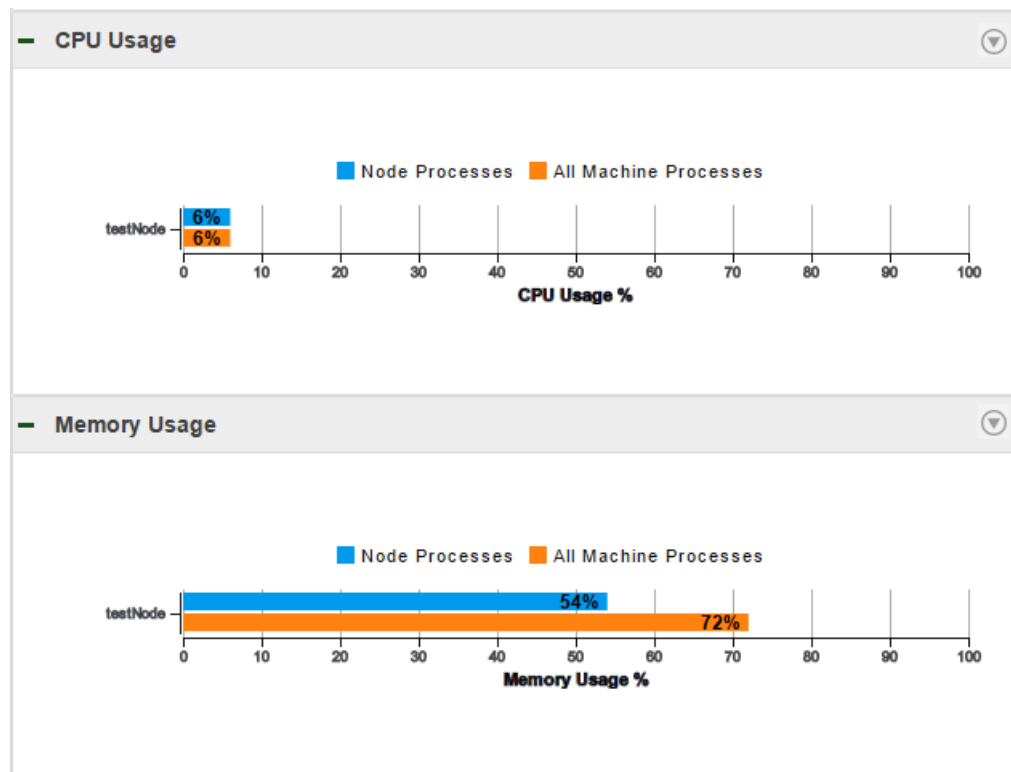 CPU Usage
Node Processes All Machine Processes
6%
testNode
6%
0 10 20 30 40 50 60 70 80 90 100
CPU Usage %
Memory Usage
Node Processes All Machine Processes
54%
testNode
72%
0 10 20 30 40 50 60 70 80 90 100
Memory Usage %